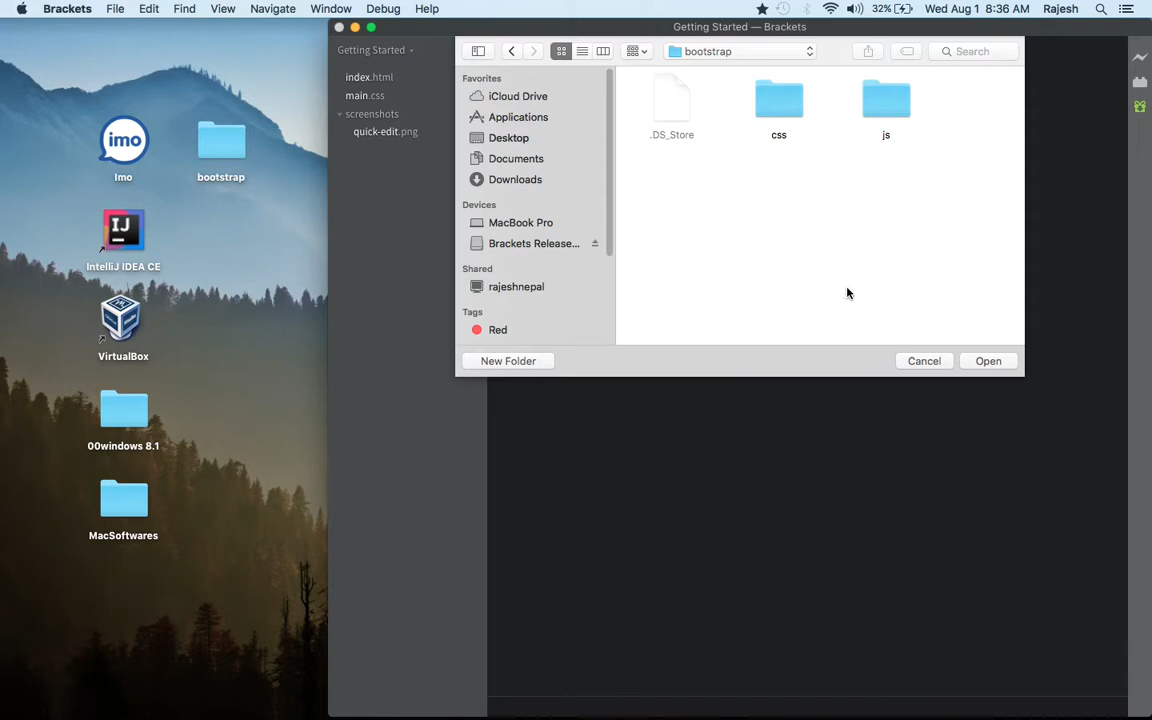 Brackets File Edit Find View Navigate Window Debug Help 32% Wed Aug 1 8:36 AM Rajesh
Getting Started — Brackets
Getting Started
index.html
main.css
screenshots
quick-edit.png
bootstrap
Search
Favorites
iCloud Drive
Applications
Desktop
Documents
Downloads
Devices
MacBook Pro
Brackets Release...
Shared
rajeshnepal
Tags
Red
.DS_Store
css
js
New Folder
Cancel
Open
imo
Imo
bootstrap
IJ
IntelliJ IDEA CE
VirtualBox
00windows 8.1
MacSoftwares